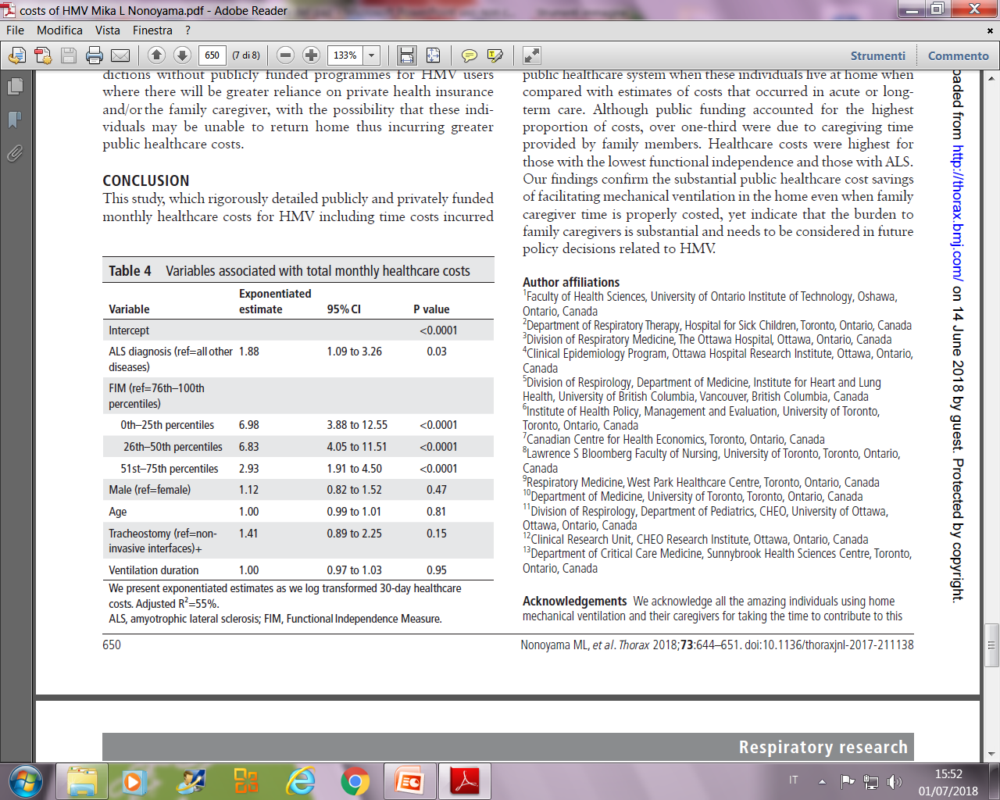 costs of HMV Mika L Nonoyama.pdf - Adobe Reader
File Modifica Vista Finestra ?
650 (7 di 8) 133% Strumenti Commento
dictions without publicly funded programmes for HMV users
where there will be greater reliance on private health insurance
and/or the family caregiver, with the possibility that these indi-
viduals may be unable to return home thus incurring greater
public healthcare costs.
CONCLUSION
This study, which rigorously detailed publicly and privately funded
monthly healthcare costs for HMV including time costs incurred
Table 4 Variables associated with total monthly healthcare costs
Exponentiated
Variable estimate 95% CI P value
Intercept <0.0001
ALS diagnosis (ref=all other 1.88 1.09 to 3.26 0.03
diseases)
FIM (ref=76th–100th
percentiles)
0th–25th percentiles 6.98 3.88 to 12.55 <0.0001
26th–50th percentiles 6.83 4.05 to 11.51 <0.0001
51st–75th percentiles 2.93 1.91 to 4.50 <0.0001
Male (ref=female) 1.12 0.82 to 1.52 0.47
Age 1.00 0.99 to 1.01 0.81
Tracheostomy (ref=non- 1.41 0.89 to 2.25 0.15
invasive interfaces)+
Ventilation duration 1.00 0.97 to 1.03 0.95
We present exponentiated estimates as we log transformed 30-day healthcare
costs. Adjusted R²=55%.
ALS, amyotrophic lateral sclerosis; FIM, Functional Independence Measure.
public healthcare system when these individuals live at home when
compared with estimates of costs that occurred in acute or long-
term care. Although public funding accounted for the highest
proportion of costs, over one-third were due to caregiving time
provided by family members. Healthcare costs were highest for
those with the lowest functional independence and those with ALS.
Our findings confirm the substantial public healthcare cost savings
of facilitating mechanical ventilation in the home even when family
caregiver time is properly costed, yet indicate that the burden to
family caregivers is substantial and needs to be considered in future
policy decisions related to HMV.
Author affiliations
¹Faculty of Health Sciences, University of Ontario Institute of Technology, Oshawa,
Ontario, Canada
²Department of Respiratory Therapy, Hospital for Sick Children, Toronto, Ontario, Canada
³Division of Respiratory Medicine, The Ottawa Hospital, Ottawa, Ontario, Canada
⁴Clinical Epidemiology Program, Ottawa Hospital Research Institute, Ottawa, Ontario,
Canada
⁵Division of Respirology, Department of Medicine, Institute for Heart and Lung
Health, University of British Columbia, Vancouver, British Columbia, Canada
⁶Institute of Health Policy, Management and Evaluation, University of Toronto,
Toronto, Ontario, Canada
⁷Canadian Centre for Health Economics, Toronto, Ontario, Canada
⁸Lawrence S Bloomberg Faculty of Nursing, University of Toronto, Toronto, Ontario,
Canada
⁹Respiratory Medicine, West Park Healthcare Centre, Toronto, Ontario, Canada
¹⁰Department of Medicine, University of Toronto, Toronto, Ontario, Canada
¹¹Division of Respirology, Department of Pediatrics, CHEO, University of Ottawa,
Ottawa, Ontario, Canada
¹²Clinical Research Unit, CHEO Research Institute, Ottawa, Ontario, Canada
¹³Department of Critical Care Medicine, Sunnybrook Health Sciences Centre, Toronto,
Ontario, Canada
Acknowledgements We acknowledge all the amazing individuals using home
mechanical ventilation and their caregivers for taking the time to contribute to this
650 Nonoyama ML, et al. Thorax 2018;73:644–651. doi:10.1136/thoraxjnl-2017-211138
oaded from http://thorax.bmj.com/ on 14 June 2018 by guest. Protected by copyright.
Respiratory research
IT 15:52
01/07/2018